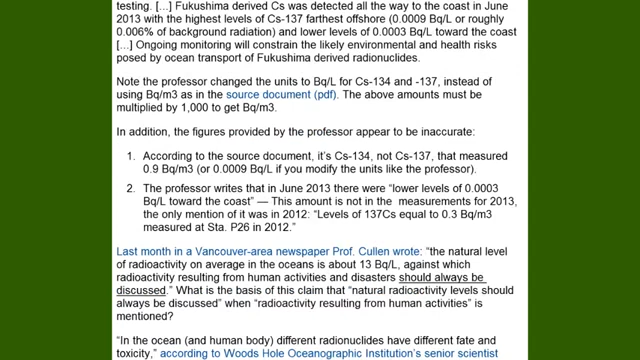 testing. […] Fukushima derived Cs was detected all the way to the coast in June
2013 with the highest levels of Cs-137 farthest offshore (0.0009 Bq/L or roughly
0.006% of background radiation) and lower levels of 0.0003 Bq/L toward the coast
[…] Ongoing monitoring will constrain the likely environmental and health risks
posed by ocean transport of Fukushima derived radionuclides.
Note the professor changed the units to Bq/L for Cs-134 and -137, instead of
using Bq/m3 as in the source document (pdf). The above amounts must be
multiplied by 1,000 to get Bq/m3.
In addition, the figures provided by the professor appear to be inaccurate:
1. According to the source document, it's Cs-134, not Cs-137, that measured
0.9 Bq/m3 (or 0.0009 Bq/L if you modify the units like the professor).
2. The professor writes that in June 2013 there were “lower levels of 0.0003
Bq/L toward the coast” — This amount is not in the  measurements for 2013,
the only mention of it was in 2012: “Levels of 137Cs equal to 0.3 Bq/m3
measured at Sta. P26 in 2012.”
Last month in a Vancouver-area newspaper Prof. Cullen wrote: “the natural level
of radioactivity on average in the oceans is about 13 Bq/L, against which
radioactivity resulting from human activities and disasters should always be
discussed.” What is the basis of this claim that “natural radioactivity levels should
always be discussed” when “radioactivity resulting from human activities” is
mentioned?
“In the ocean (and human body) different radionuclides have different fate and
toxicity,” according to Woods Hole Oceanographic Institution's senior scientist